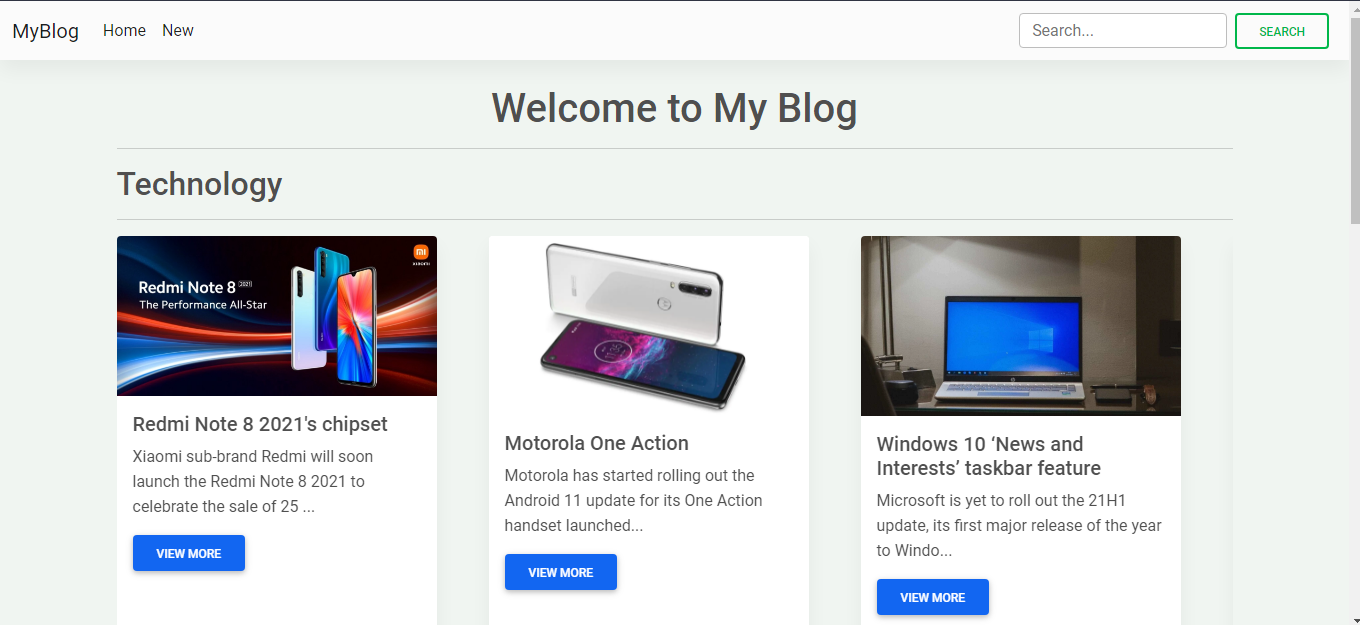 MyBlog Home New Search... SEARCH
Welcome to My Blog
Technology
mi
XIAOMI
Redmi Note 8 [2021]
The Performance All-Star
Redmi Note 8 2021's chipset
Xiaomi sub-brand Redmi will soon
launch the Redmi Note 8 2021 to
celebrate the sale of 25 ...
VIEW MORE
Motorola One Action
Motorola has started rolling out the
Android 11 update for its One Action
handset launched...
VIEW MORE
Windows 10 ‘News and
Interests’ taskbar feature
Microsoft is yet to roll out the 21H1
update, its first major release of the year
to Windo...
VIEW MORE